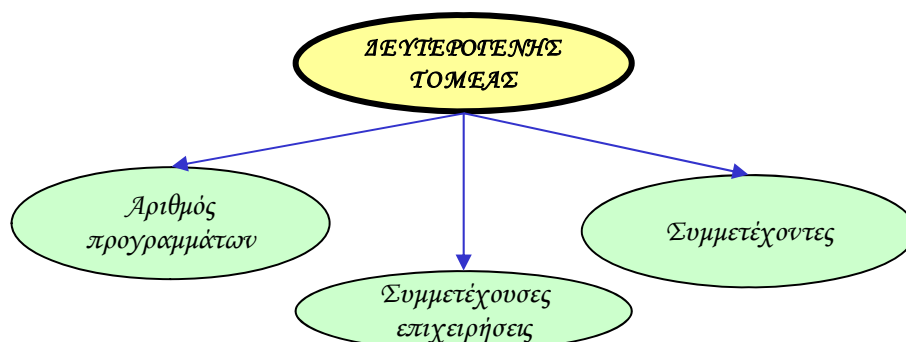 ΔΕΥΤΕΡΟΓΕΝΗΣ
ΤΟΜΕΑΣ
Αριθμός
προγραμμάτων
Συμμετέχοντες
Συμμετέχουσες
επιχειρήσεις